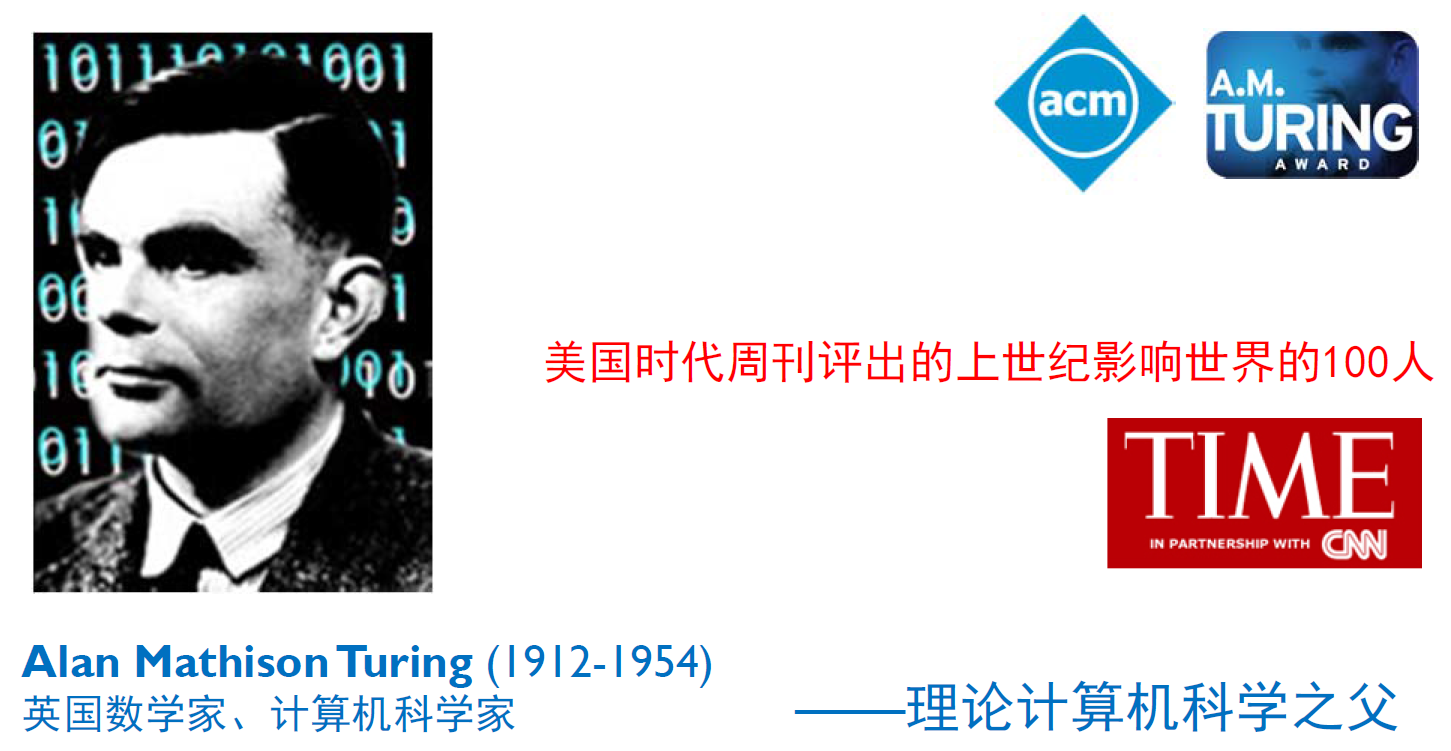 acm
A.M.
TURING
AWARD
美国时代周刊评出的上世纪影响世界的100人
TIME
IN PARTNERSHIP WITH CNN
Alan Mathison Turing (1912-1954)
英国数学家、计算机科学家
——理论计算机科学之父